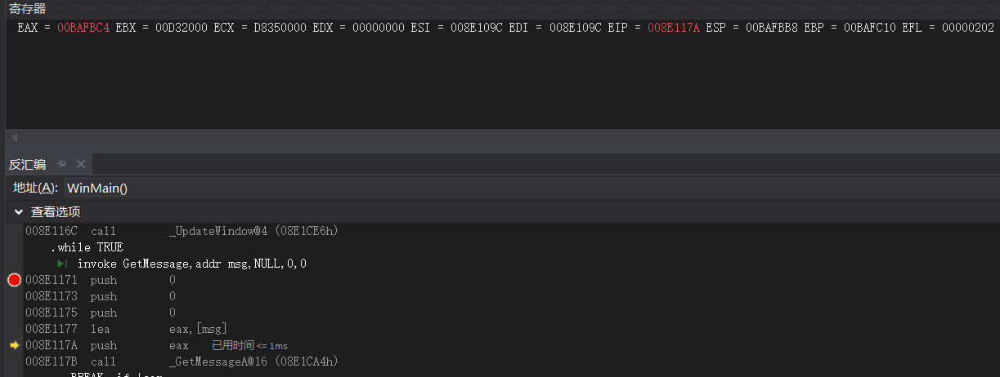 寄存器
EAX = 00BAFBC4 EBX = 00D32000 ECX = D8350000 EDX = 00000000 ESI = 008E109C EDI = 008E109C EIP = 008E117A ESP = 00BAFBB8 EBP = 00BAFC10 EFL = 00000202
反汇编
地址(A): WinMain()
查看选项
008E116C call _UpdateWindow@4 (08E1CE6h)
.while TRUE
invoke GetMessage,addr msg,NULL,0,0
008E1171 push 0
008E1173 push 0
008E1175 push 0
008E1177 lea eax,[msg]
008E117A push eax 已用时间 <= 1ms
008E117B call _GetMessageA@16 (08E1CA4h)